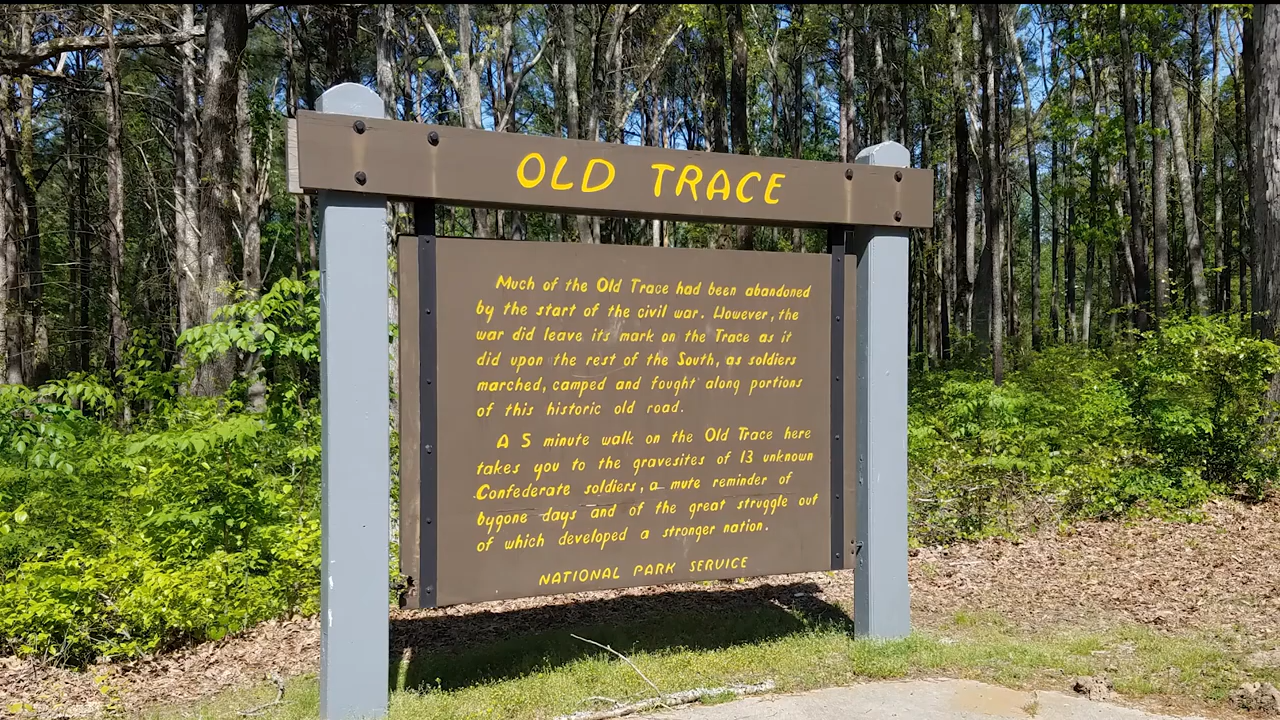 OLD TRACE
Much of the Old Trace had been abandoned
by the start of the civil war. However, the
war did leave its mark on the Trace as it
did upon the rest of the South, as soldiers
marched, camped and fought along portions
of this historic old road.
A 5 minute walk on the Old Trace here
takes you to the gravesites of 13 unknown
Confederate soldiers, a mute reminder of
bygone days and of the great struggle out
of which developed a stronger nation.
NATIONAL PARK SERVICE